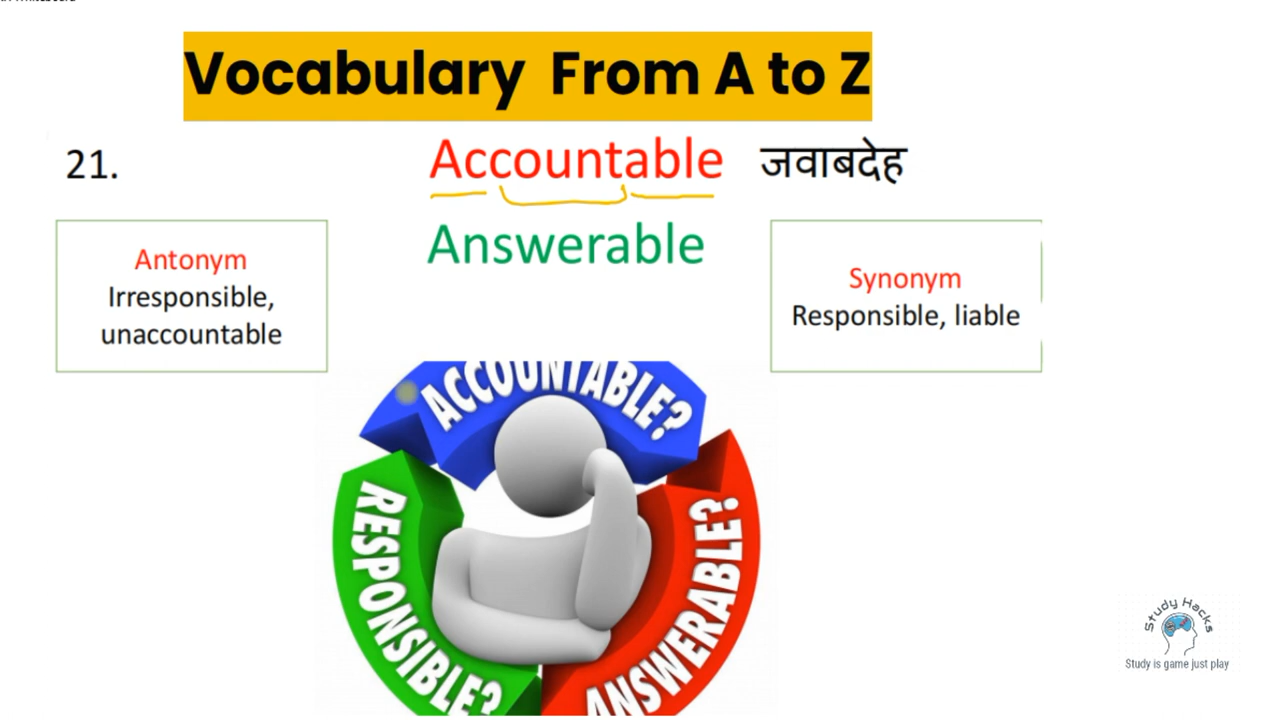 Vocabulary From A to Z
21.
Accountable जवाबदेह
Answerable
Antonym
Irresponsible,
unaccountable
Synonym
Responsible, liable
ACCOUNTABLE?
RESPONSIBLE?
ANSWERABLE?
Study Hacks
Study is game just play